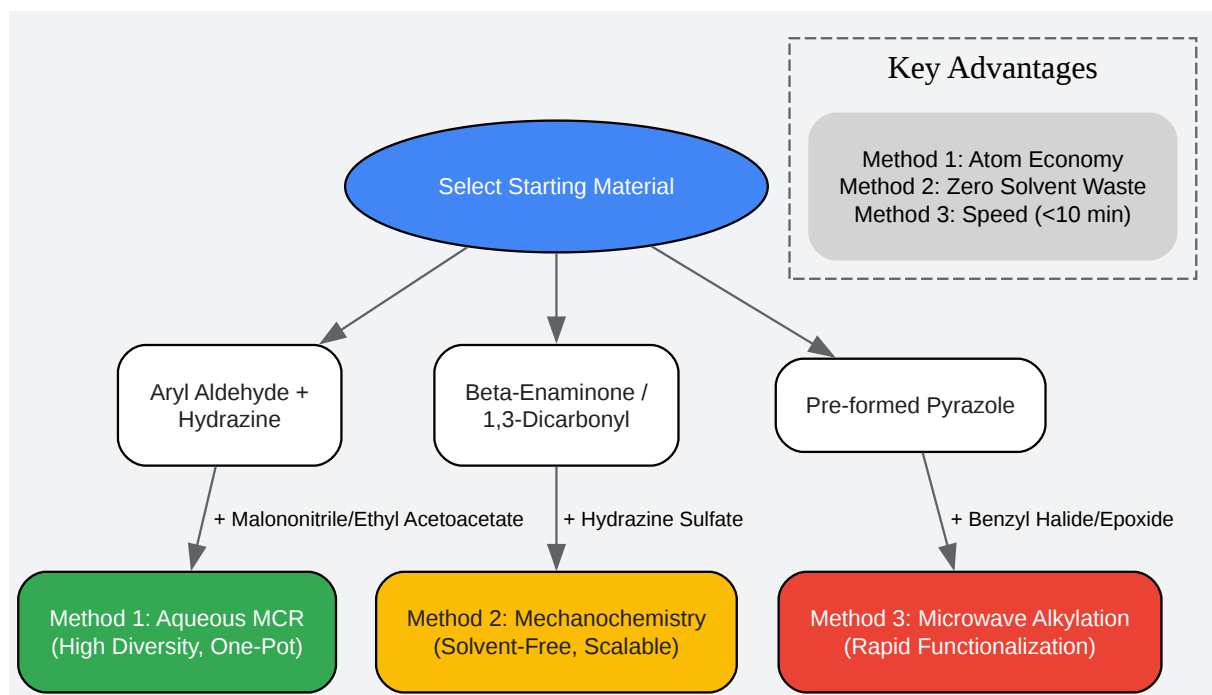 Key Advantages
Method 1: Atom Economy
Method 2: Zero Solvent Waste
Method 3: Speed (<10 min)
Select Starting Material
Aryl Aldehyde +
Hydrazine
Beta-Enaminone /
1,3-Dicarbonyl
Pre-formed Pyrazole
+ Malononitrile/Ethyl Acetoacetate
+ Hydrazine Sulfate
+ Benzyl Halide/Epoxide
Method 1: Aqueous MCR
(High Diversity, One-Pot)
Method 2: Mechanochemistry
(Solvent-Free, Scalable)
Method 3: Microwave Alkylation
(Rapid Functionalization)